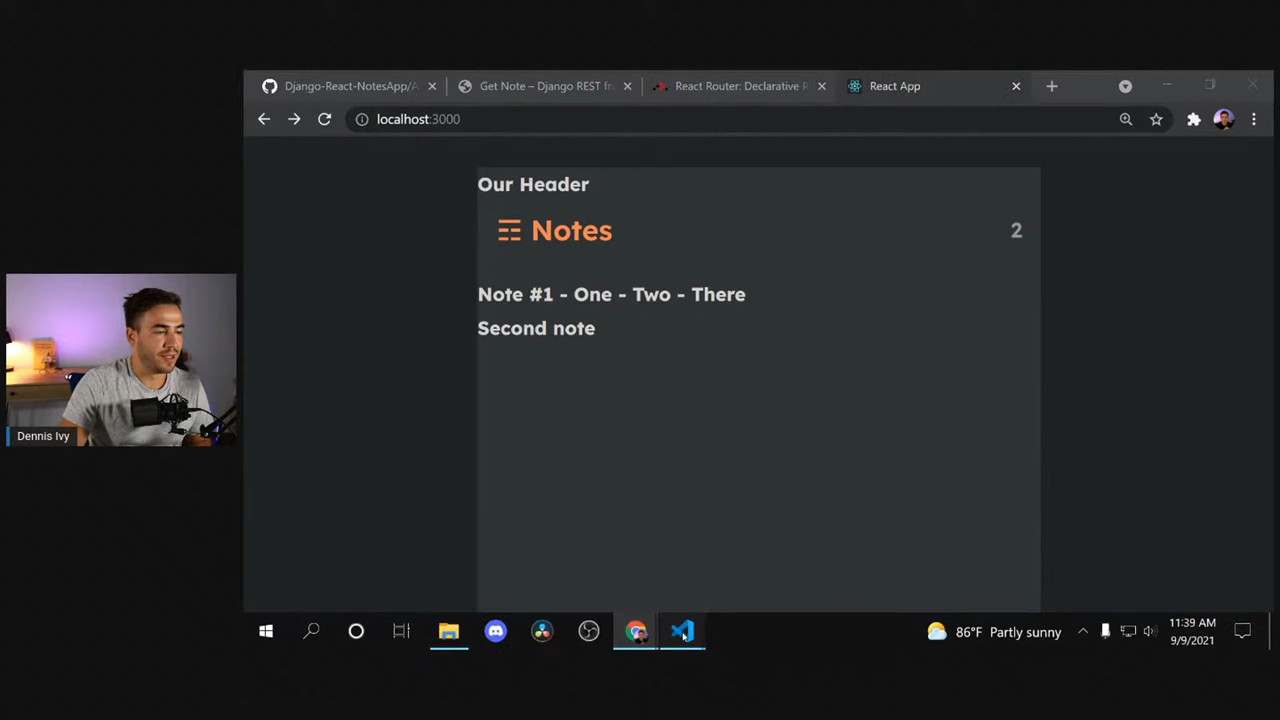 Django-React-NotesApp/A
Get Note – Django REST fr
React Router: Declarative R
React App
localhost:3000
Our Header
Notes
2
Note #1 - One - Two - There
Second note
Dennis Ivy
86°F Partly sunny
11:39 AM
9/9/2021